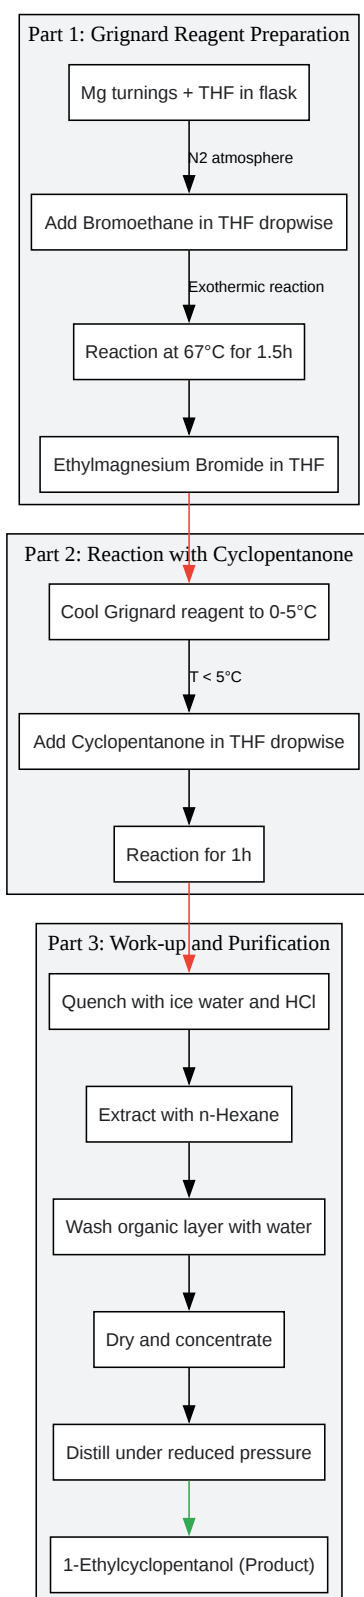 Part 1: Grignard Reagent Preparation
Mg turnings + THF in flask
N2 atmosphere
Add Bromoethane in THF dropwise
Exothermic reaction
Reaction at 67°C for 1.5h
Ethylmagnesium Bromide in THF
Part 2: Reaction with Cyclopentanone
Cool Grignard reagent to 0-5°C
T < 5°C
Add Cyclopentanone in THF dropwise
Reaction for 1h
Part 3: Work-up and Purification
Quench with ice water and HCl
Extract with n-Hexane
Wash organic layer with water
Dry and concentrate
Distill under reduced pressure
1-Ethylcyclopentanol (Product)